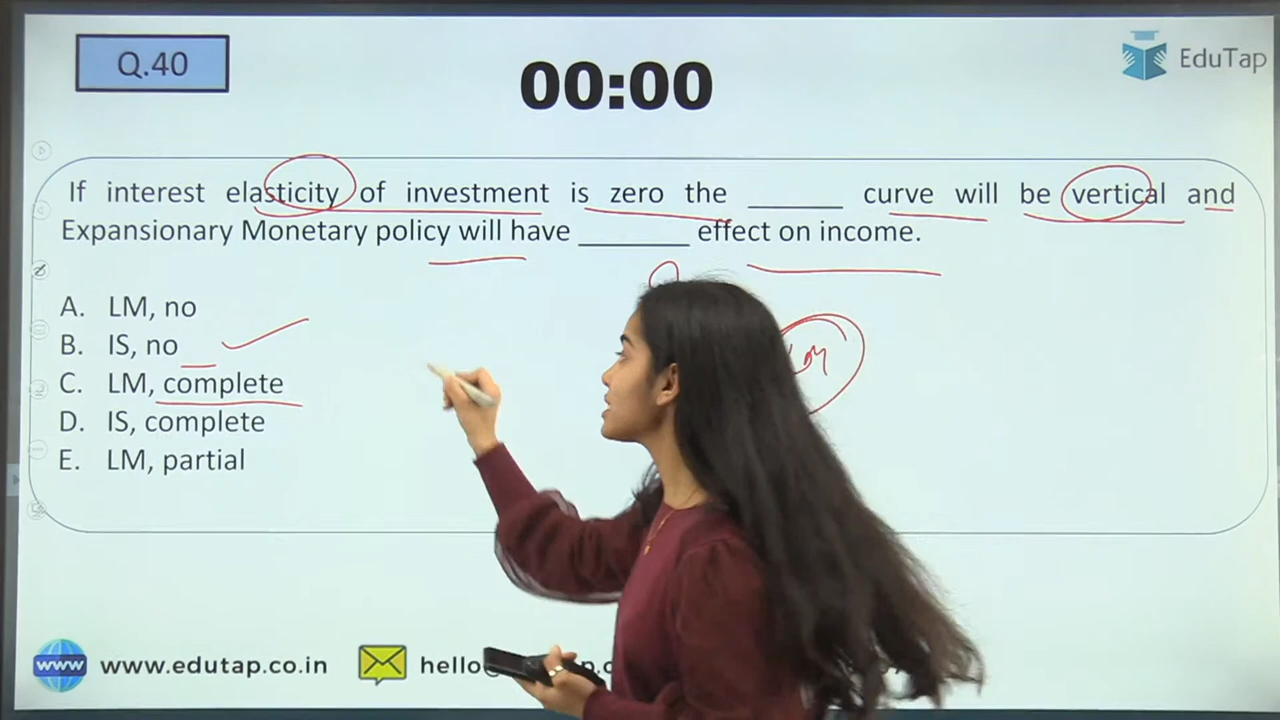 Q.40
00:00
EduTap
If interest elasticity of investment is zero the ______ curve will be vertical and
Expansionary Monetary policy will have ________ effect on income.
A. LM, no
B. IS, no
C. LM, complete
D. IS, complete
E. LM, partial
www
www.edutap.co.in
hello